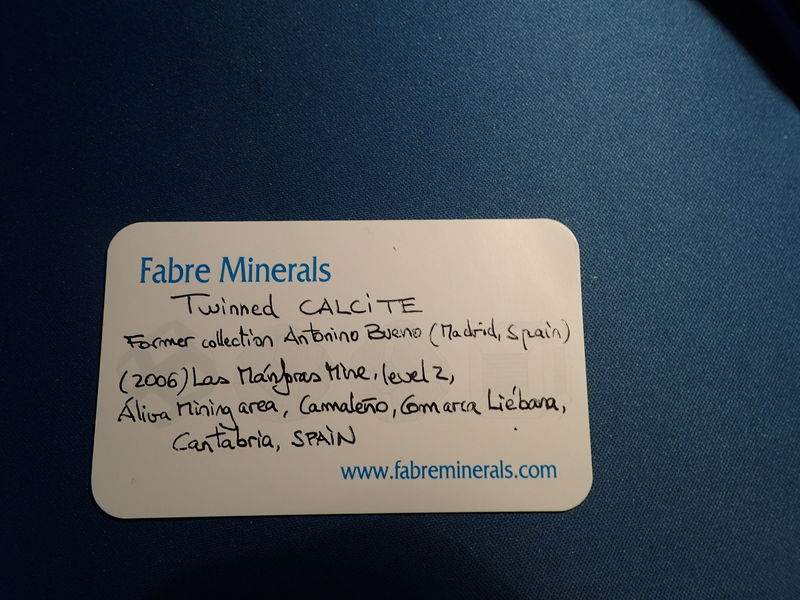 Fabre Minerals
Twinned CALCiTE
Former collection Antonino Bueno (Madrid, Spain)
(2006) Las Mánforas Mine, level 2,
Áliva Mining area, Camaleño, Comarca Liébana,
Cantabria, SPAiN
www.fabreminerals.com